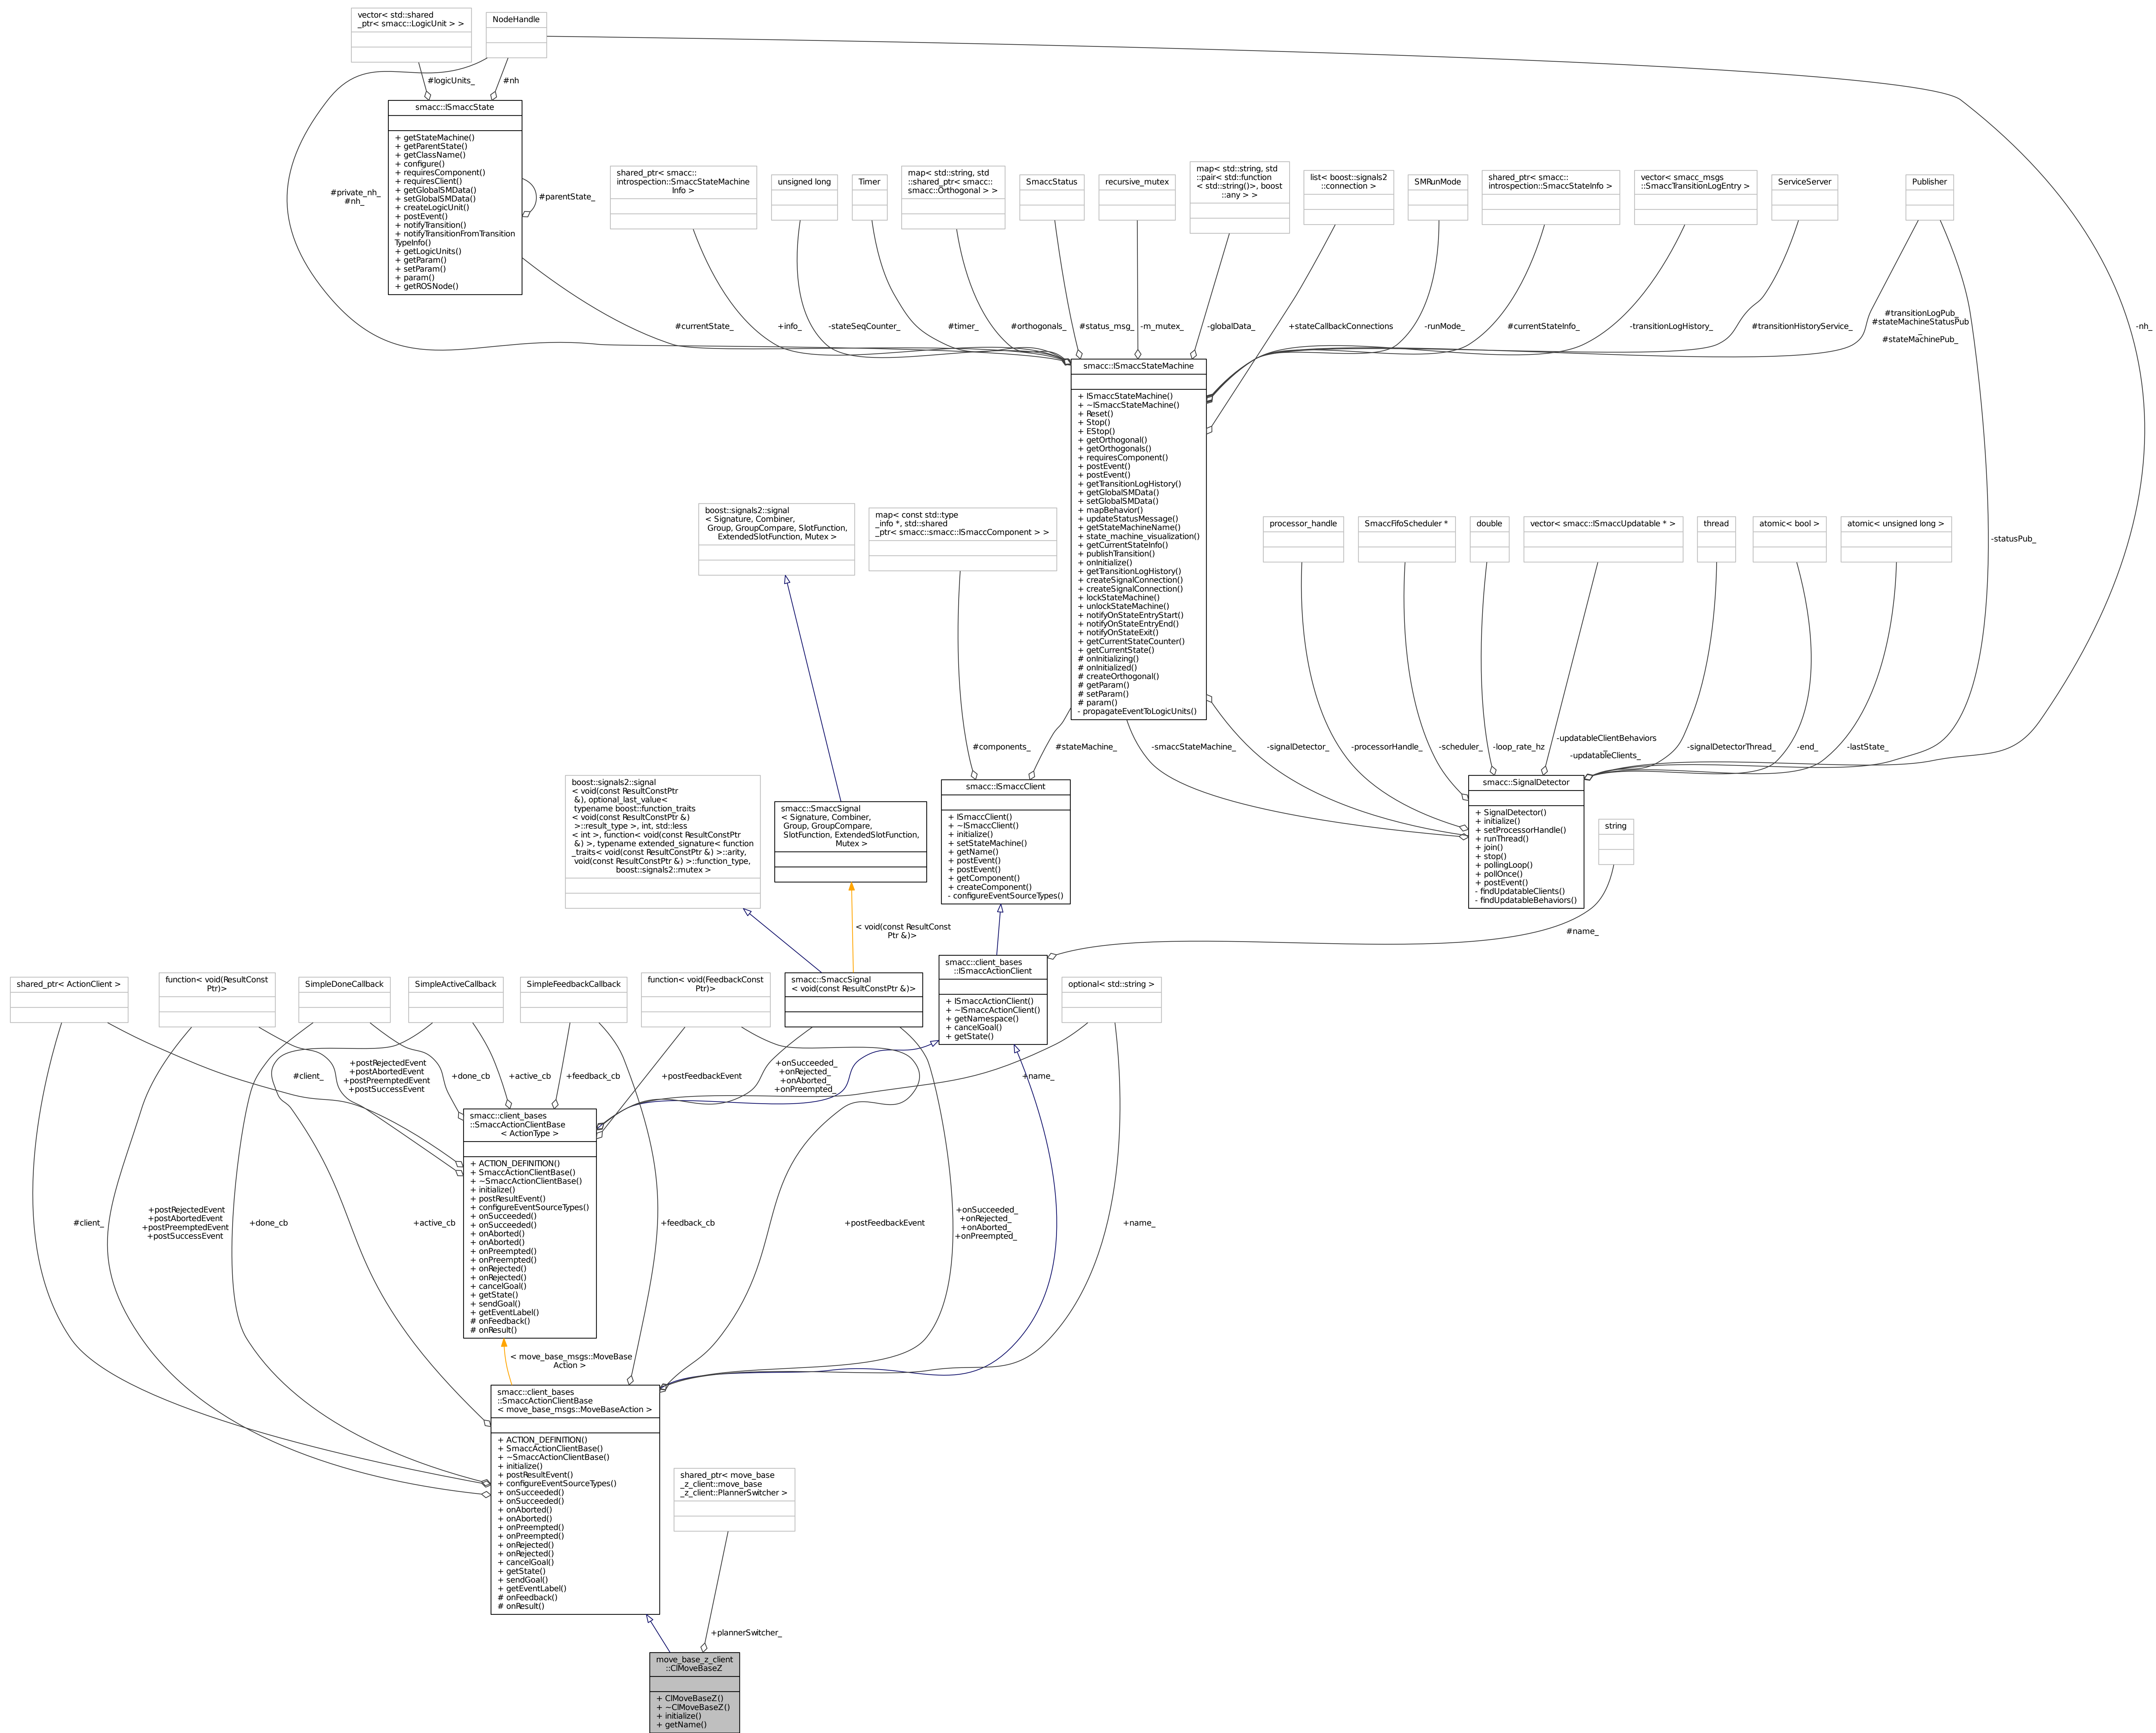 vector< std::shared
_ptr< smacc::LogicUnit > >
NodeHandle
#logicUnits_
#nh
smacc::ISmaccState
+ getStateMachine()
+ getParentState()
+ getClassName()
+ configure()
+ requiresComponent()
+ requiresClient()
+ getGlobalSMData()
+ setGlobalSMData()
+ createLogicUnit()
+ postEvent()
+ notifyTransition()
+ notifyTransitionFromTransition
TypeInfo()
+ getLogicUnits()
+ getParam()
+ setParam()
+ param()
+ getROSNode()
#private_nh_
#nh_
#parentState_
shared_ptr< smacc::
introspection::SmaccStateMachine
Info >
unsigned long
Timer
map< std::string, std
::shared_ptr< smacc::
smacc::Orthogonal > >
SmaccStatus
recursive_mutex
map< std::string, std
::pair< std::function
< std::string()>, boost
::any > >
list< boost::signals2
::connection >
SMRunMode
shared_ptr< smacc::
introspection::SmaccStateInfo >
vector< smacc_msgs
::SmaccTransitionLogEntry >
ServiceServer
Publisher
#currentState_
+info_
-stateSeqCounter_
#timer_
#orthogonals_
#status_msg_
-m_mutex_
-globalData_
+stateCallbackConnections
-runMode_
#currentStateInfo_
-transitionLogHistory_
#transitionHistoryService_
#transitionLogPub_
#stateMachineStatusPub
_
#stateMachinePub_
-nh_
smacc::ISmaccStateMachine
+ ISmaccStateMachine()
+ ~ISmaccStateMachine()
+ Reset()
+ Stop()
+ EStop()
+ getOrthogonal()
+ getOrthogonals()
+ requiresComponent()
+ postEvent()
+ postEvent()
+ getTransitionLogHistory()
+ getGlobalSMData()
+ setGlobalSMData()
+ mapBehavior()
+ updateStatusMessage()
+ getStateMachineName()
+ state_machine_visualization()
+ getCurrentStateInfo()
+ publishTransition()
+ onInitialize()
+ getTransitionLogHistory()
+ createSignalConnection()
+ createSignalConnection()
+ lockStateMachine()
+ unlockStateMachine()
+ notifyOnStateEntryStart()
+ notifyOnStateEntryEnd()
+ notifyOnStateExit()
+ getCurrentStateCounter()
+ getCurrentState()
# onInitializing()
# onInitialized()
# createOrthogonal()
# getParam()
# setParam()
# param()
- propagateEventToLogicUnits()
boost::signals2::signal
< Signature, Combiner,
Group, GroupCompare, SlotFunction,
ExtendedSlotFunction, Mutex >
map< const std::type
_info *, std::shared
_ptr< smacc::smacc::ISmaccComponent > >
processor_handle
SmaccFifoScheduler *
double
vector< smacc::ISmaccUpdatable * >
thread
atomic< bool >
atomic< unsigned long >
-statusPub_
#components_
#stateMachine_
-smaccStateMachine_
-signalDetector_
-processorHandle_
-scheduler_
-loop_rate_hz
-updatableClientBehaviors
_
-updatableClients_
-signalDetectorThread_
-end_
-lastState_
boost::signals2::signal
< void(const ResultConstPtr
&), optional_last_value<
typename boost::function_traits
< void(const ResultConstPtr &)
>::result_type >, int, std::less
< int >, function< void(const ResultConstPtr
&) >, typename extended_signature< function
_traits< void(const ResultConstPtr &) >::arity,
void(const ResultConstPtr &) >::function_type,
boost::signals2::mutex >
smacc::SmaccSignal
< Signature, Combiner,
Group, GroupCompare,
SlotFunction, ExtendedSlotFunction,
Mutex >
smacc::ISmaccClient
+ ISmaccClient()
+ ~ISmaccClient()
+ initialize()
+ setStateMachine()
+ getName()
+ postEvent()
+ postEvent()
+ getComponent()
+ createComponent()
- configureEventSourceTypes()
smacc::SignalDetector
+ SignalDetector()
+ initialize()
+ setProcessorHandle()
+ runThread()
+ join()
+ stop()
+ pollingLoop()
+ pollOnce()
+ postEvent()
- findUpdatableClients()
- findUpdatableBehaviors()
string
< void(const ResultConst
Ptr &)>
#name_
shared_ptr< ActionClient >
function< void(ResultConst
Ptr)>
SimpleDoneCallback
SimpleActiveCallback
SimpleFeedbackCallback
function< void(FeedbackConst
Ptr)>
smacc::SmaccSignal
< void(const ResultConstPtr &)>
smacc::client_bases
::ISmaccActionClient
+ ISmaccActionClient()
+ ~ISmaccActionClient()
+ getNamespace()
+ cancelGoal()
+ getState()
optional< std::string >
#client_
+postRejectedEvent
+postAbortedEvent
+postPreemptedEvent
+postSuccessEvent
+done_cb
+active_cb
+feedback_cb
+postFeedbackEvent
+onSucceeded_
+onRejected_
+onAborted_
+onPreempted_
+name_
smacc::client_bases
::SmaccActionClientBase
< ActionType >
+ ACTION_DEFINITION()
+ SmaccActionClientBase()
+ ~SmaccActionClientBase()
+ initialize()
+ postResultEvent()
+ configureEventSourceTypes()
+ onSucceeded()
+ onSucceeded()
+ onAborted()
+ onAborted()
+ onPreempted()
+ onPreempted()
+ onRejected()
+ onRejected()
+ cancelGoal()
+ getState()
+ sendGoal()
+ getEventLabel()
# onFeedback()
# onResult()
#client_
+postRejectedEvent
+postAbortedEvent
+postPreemptedEvent
+postSuccessEvent
+done_cb
+active_cb
+feedback_cb
+postFeedbackEvent
+onSucceeded_
+onRejected_
+onAborted_
+onPreempted_
+name_
< move_base_msgs::MoveBase
Action >
smacc::client_bases
::SmaccActionClientBase
< move_base_msgs::MoveBaseAction >
+ ACTION_DEFINITION()
+ SmaccActionClientBase()
+ ~SmaccActionClientBase()
+ initialize()
+ postResultEvent()
+ configureEventSourceTypes()
+ onSucceeded()
+ onSucceeded()
+ onAborted()
+ onAborted()
+ onPreempted()
+ onPreempted()
+ onRejected()
+ onRejected()
+ cancelGoal()
+ getState()
+ sendGoal()
+ getEventLabel()
# onFeedback()
# onResult()
shared_ptr< move_base
_z_client::move_base
_z_client::PlannerSwitcher >
+plannerSwitcher_
move_base_z_client
::ClMoveBaseZ
+ ClMoveBaseZ()
+ ~ClMoveBaseZ()
+ initialize()
+ getName()